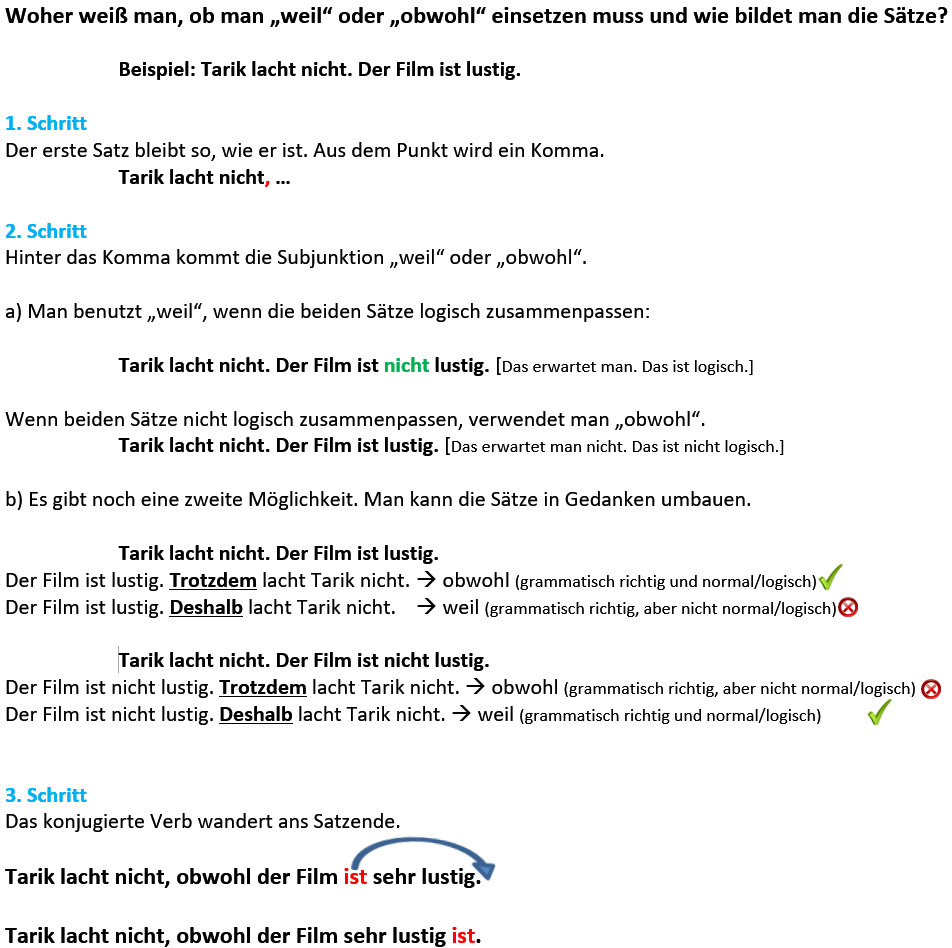 Woher weiß man, ob man „weil“ oder „obwohl“ einsetzen muss und wie bildet man die Sätze?
Beispiel: Tarik lacht nicht. Der Film ist lustig.
1. Schritt
Der erste Satz bleibt so, wie er ist. Aus dem Punkt wird ein Komma.
Tarik lacht nicht, ...
2. Schritt
Hinter das Komma kommt die Subjunktion „weil“ oder „obwohl“.
a) Man benutzt „weil“, wenn die beiden Sätze logisch zusammenpassen:
Tarik lacht nicht. Der Film ist nicht lustig. [Das erwartet man. Das ist logisch.]
Wenn beiden Sätze nicht logisch zusammenpassen, verwendet man „obwohl“.
Tarik lacht nicht. Der Film ist lustig. [Das erwartet man nicht. Das ist nicht logisch.]
b) Es gibt noch eine zweite Möglichkeit. Man kann die Sätze in Gedanken umbauen.
Tarik lacht nicht. Der Film ist lustig.
Der Film ist lustig. Trotzdem lacht Tarik nicht. → obwohl (grammatisch richtig und normal/logisch)
Der Film ist lustig. Deshalb lacht Tarik nicht. → weil (grammatisch richtig, aber nicht normal/logisch)
Tarik lacht nicht. Der Film ist nicht lustig.
Der Film ist nicht lustig. Trotzdem lacht Tarik nicht. → obwohl (grammatisch richtig, aber nicht normal/logisch)
Der Film ist nicht lustig. Deshalb lacht Tarik nicht. → weil (grammatisch richtig und normal/logisch)
3. Schritt
Das konjugierte Verb wandert ans Satzende.
Tarik lacht nicht, obwohl der Film ist sehr lustig.
Tarik lacht nicht, obwohl der Film sehr lustig ist.